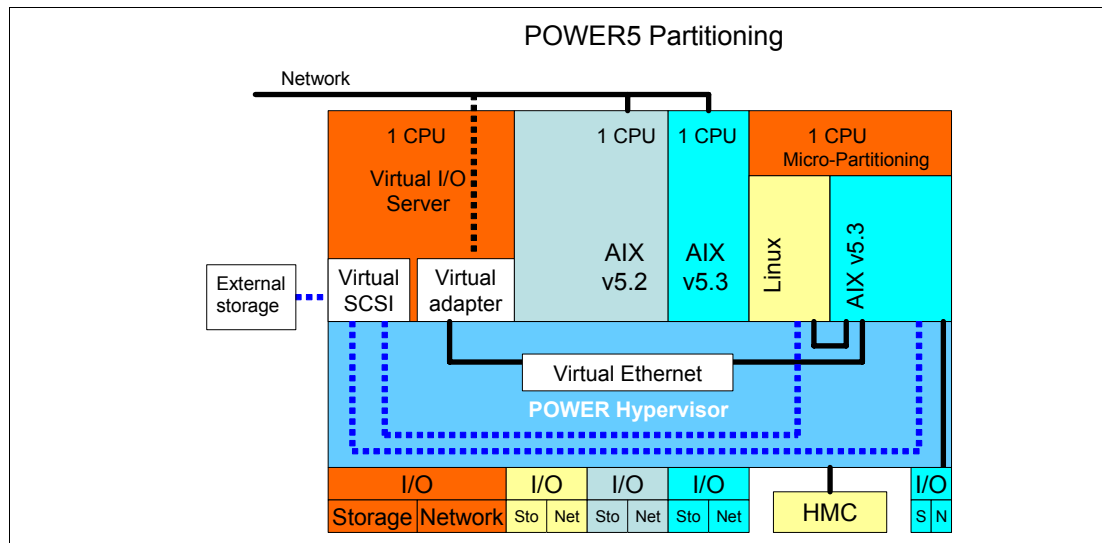 POWER5 Partitioning
Network
1 CPU
Virtual I/O
Server
1 CPU
1 CPU
1 CPU
Micro-Partitioning
AIX
v5.2
AIX
v5.3
Linux
AIX v5.3
External
storage
Virtual
SCSI
Virtual
adapter
Virtual Ethernet
POWER Hypervisor
I/O
I/O
I/O
I/O
I/O
Storage
Network
Sto
Net
Sto
Net
Sto
Net
HMC
S
N